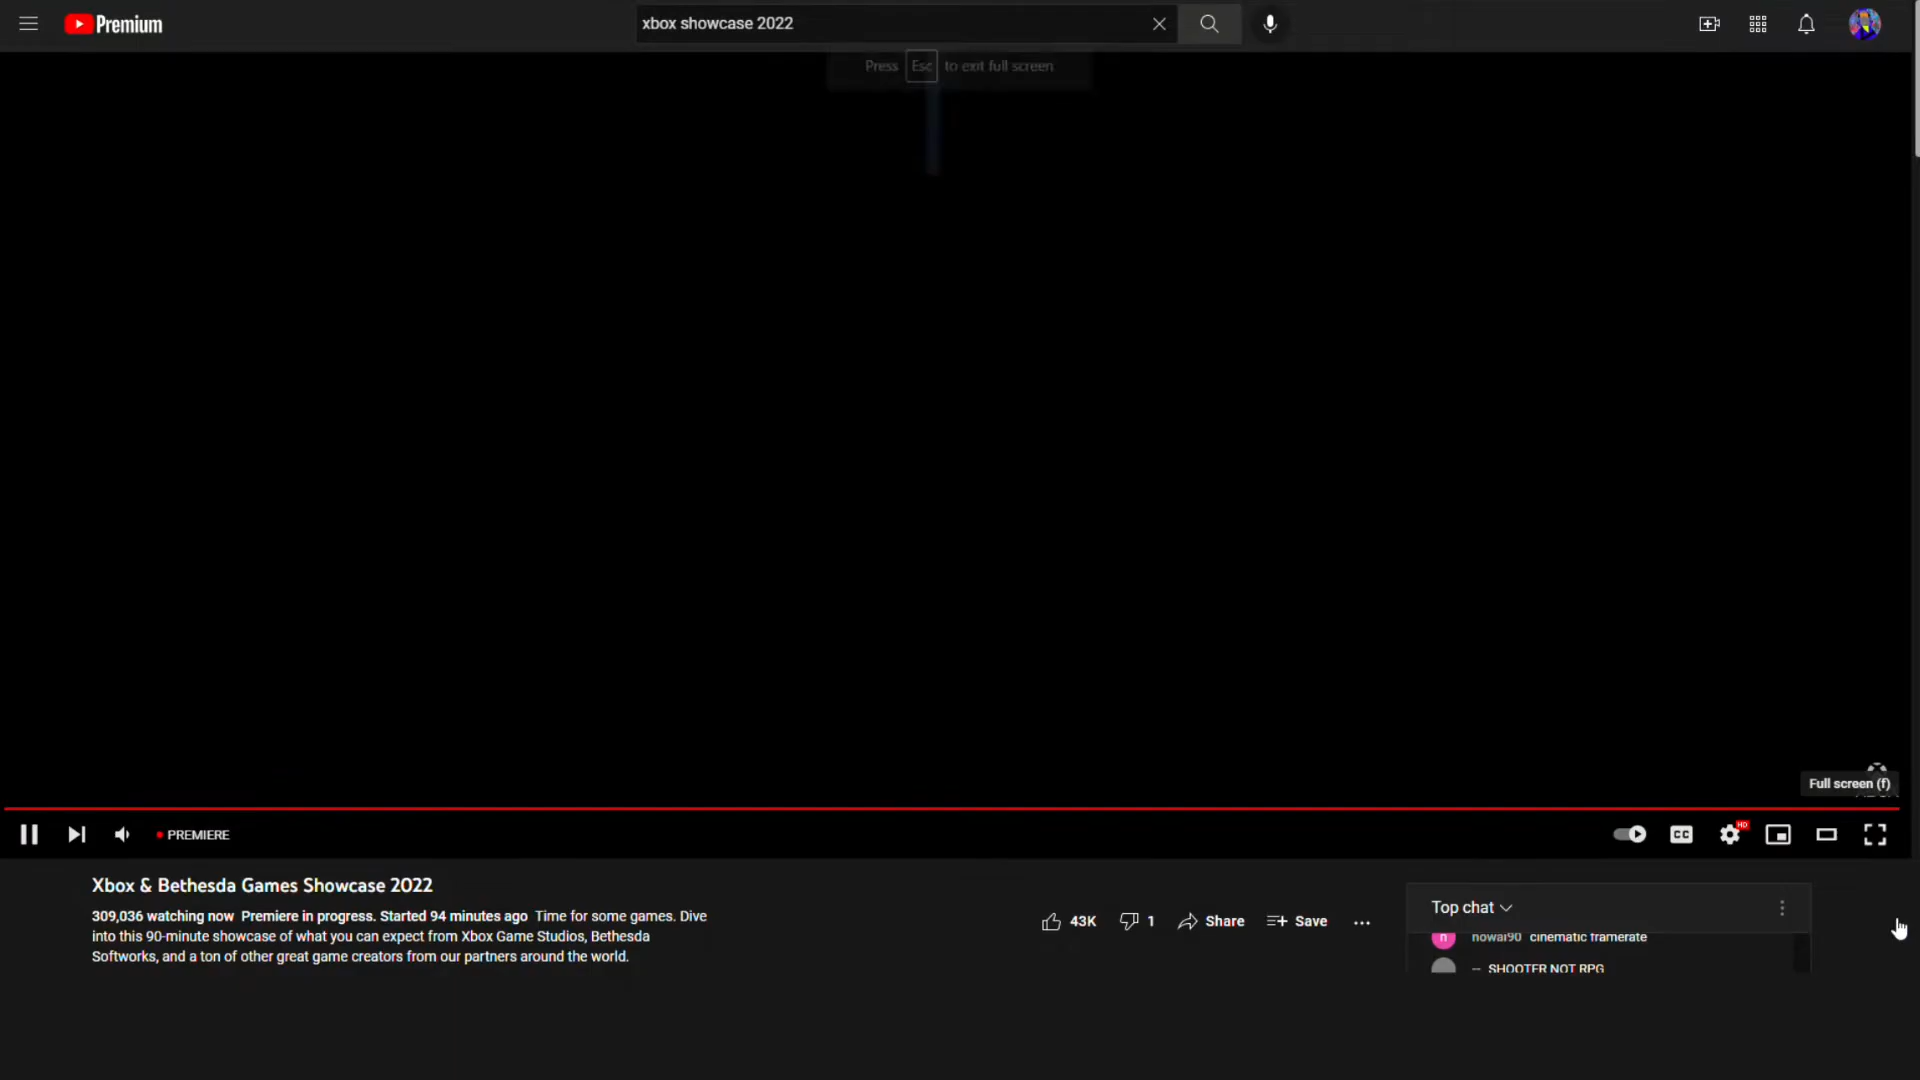 Premium
xbox showcase 2022
Press Esc to exit full screen
Full screen (f)
PREMIERE
HD
CC
Xbox & Bethesda Games Showcase 2022
309,036 watching now Premiere in progress. Started 94 minutes ago Time for some games. Dive
into this 90-minute showcase of what you can expect from Xbox Game Studios, Bethesda
Softworks, and a ton of other great game creators from our partners around the world.
43K
1
Share
Save
Top chat
n
nowai90 cinematic framerate
-- SHOOTER NOT RPG